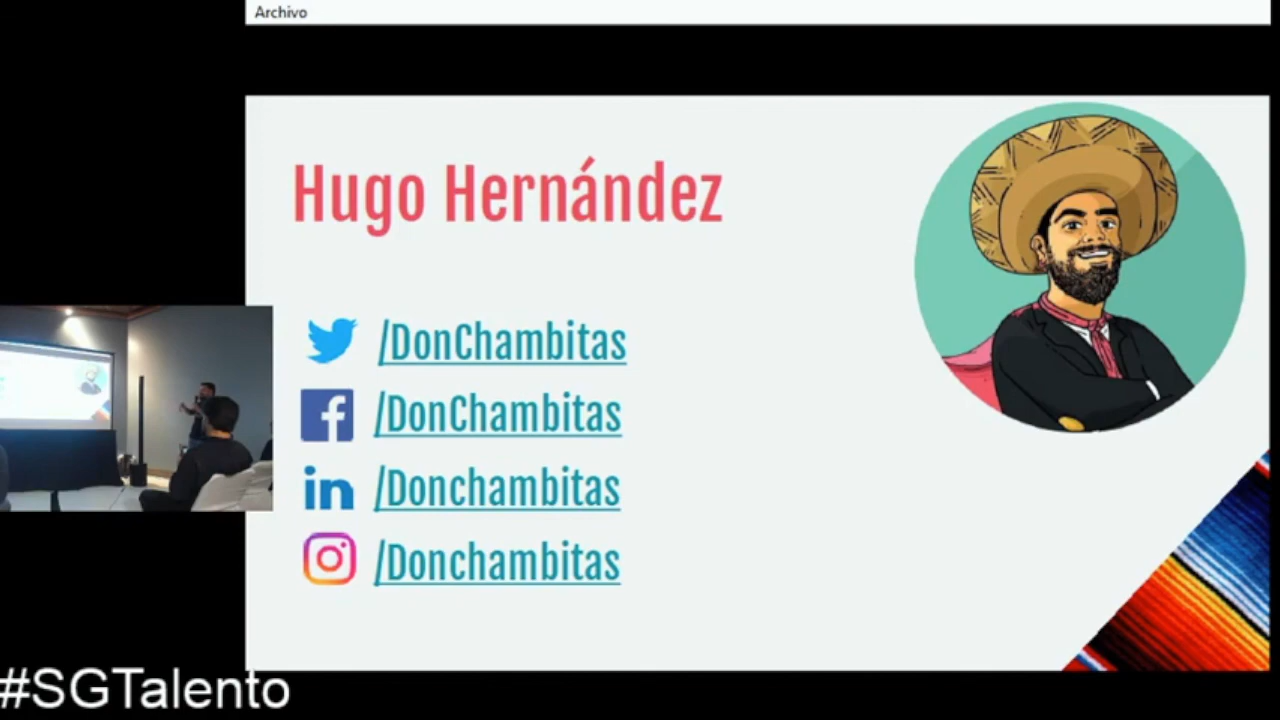 Archivo
Hugo Hernández
/DonChambitas
/DonChambitas
/Donchambitas
/Donchambitas
#SGTalento